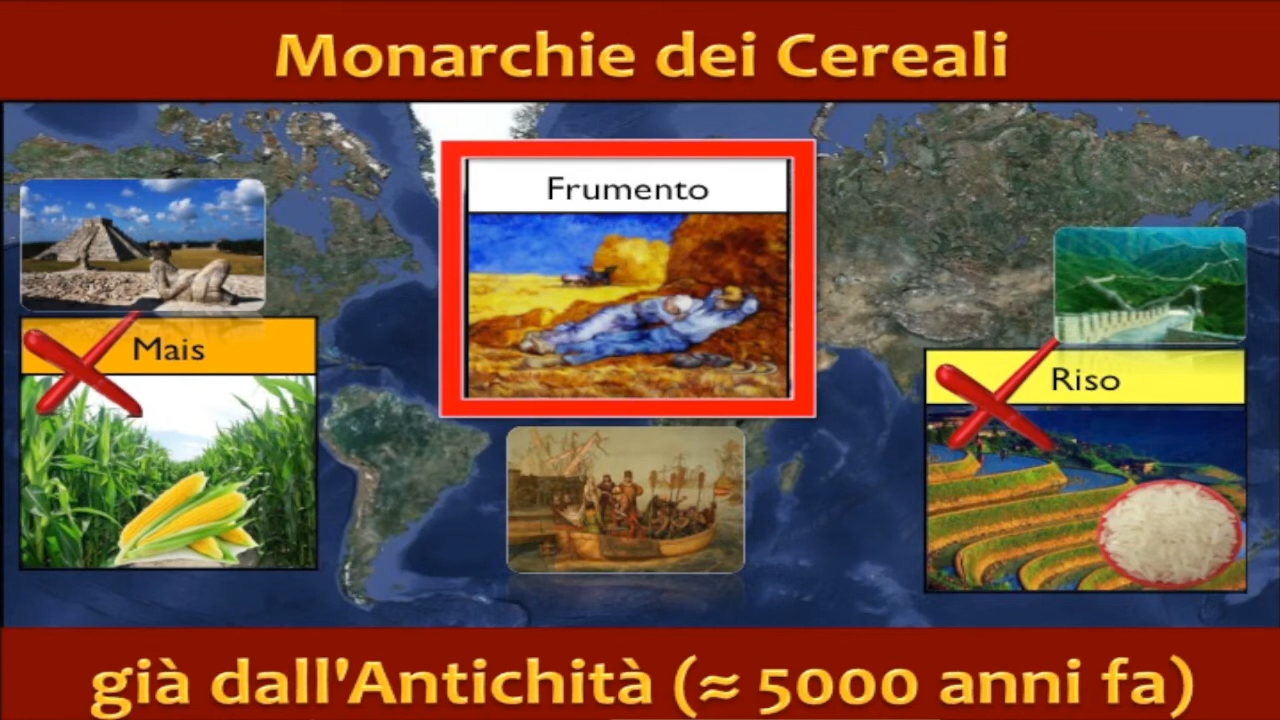 Monarchie dei Cereali
Frumento
Mais
Riso
già dall'Antichità (≈ 5000 anni fa)